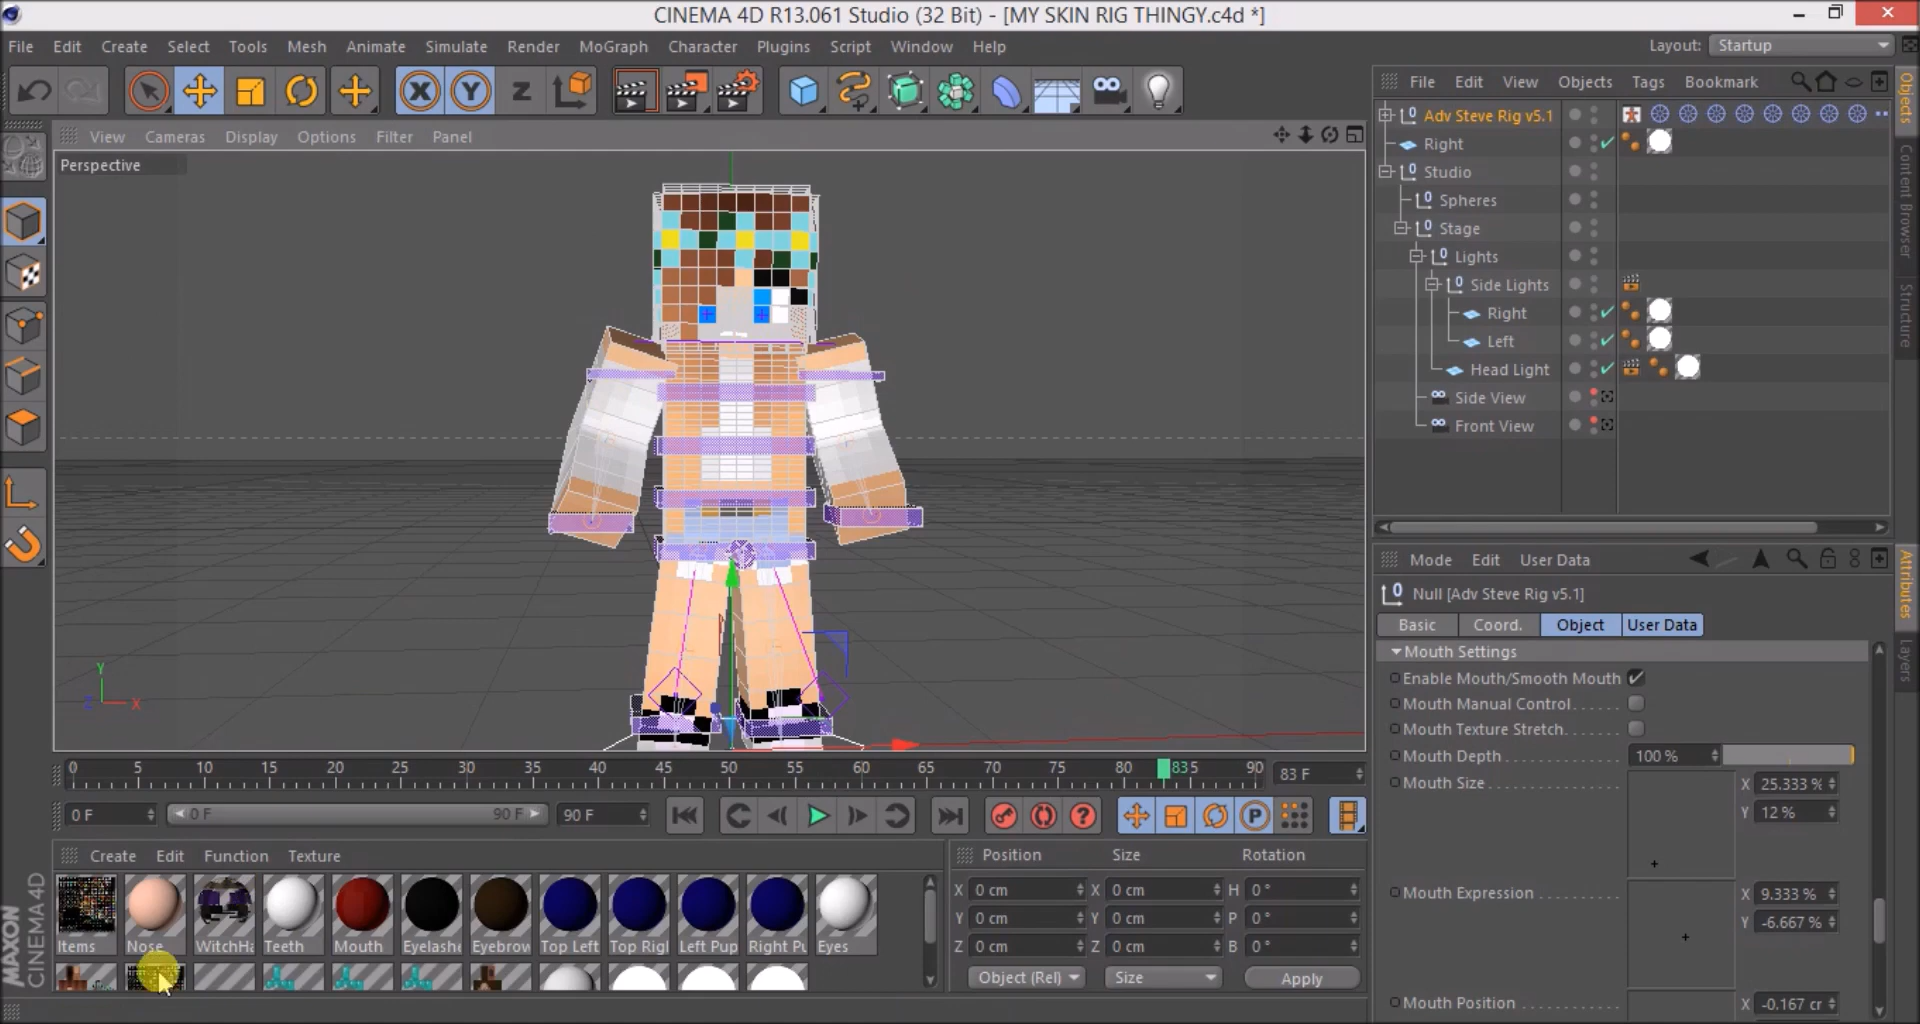 CINEMA 4D R13.061 Studio (32 Bit) - [MY SKIN RIG THINGY.c4d *]
File Edit Create Select Tools Mesh Animate Simulate Render MoGraph Character Plugins Script Window Help
Layout: Startup
X Y Z
File Edit View Objects Tags Bookmark
Objects
Content Browser
Structure
View Cameras Display Options Filter Panel
Perspective
Adv Steve Rig v5.1
Right
Studio
Spheres
Stage
Lights
Side Lights
Right
Left
Head Light
Side View
Front View
Y
Z X
Mode Edit User Data
Attributes
Layers
Null [Adv Steve Rig v5.1]
Basic Coord. Object User Data
Mouth Settings
Enable Mouth/Smooth Mouth
Mouth Manual Control
Mouth Texture Stretch
Mouth Depth 100 %
Mouth Size X 25.333 %
Y 12 %
Mouth Expression X 9.333 %
Y -6.667 %
Mouth Position X -0.167 cr
0 5 10 15 20 25 30 35 40 45 50 55 60 65 70 75 80 835 90 83 F
0 F 0 F 90 F 90 F
P
Create Edit Function Texture
Items Nose WitchHa Teeth Mouth Eyelashe Eyebrow Top Left Top Righ Left Pup Right Pu Eyes
Position Size Rotation
X 0 cm X 0 cm H 0 °
Y 0 cm Y 0 cm P 0 °
Z 0 cm Z 0 cm B 0 °
Object (Rel) Size Apply
MAXON
CINEMA 4D